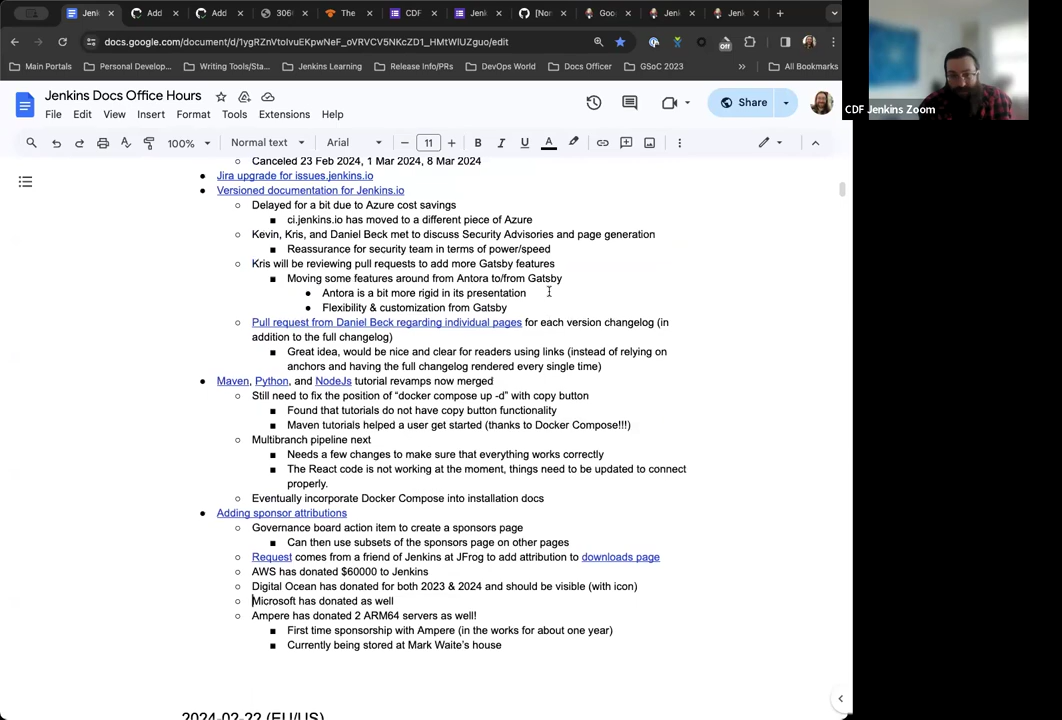 Jenk
Add
Add
306
The
CDF
Jenk
[Non
Goo
Jenk
Jenk
docs.google.com/document/d/1ygRZnVtolvuEKpwNeF_oVRVCV5NKcZD1_HMtWlUZguo/edit
Off
Main Portals
Personal Develop...
Writing Tools/Sta...
Jenkins Learning
Release Info/PRs
DevOps World
Docs Officer
GSoC 2023
All Bookmarks
CDF Jenkins Zoom
Jenkins Docs Office Hours
File Edit View Insert Format Tools Extensions Help
Share
100% Normal text Arial 11 B I U A
Canceled 23 Feb 2024, 1 Mar 2024, 8 Mar 2024
Jira upgrade for issues.jenkins.io
Versioned documentation for Jenkins.io
Delayed for a bit due to Azure cost savings
ci.jenkins.io has moved to a different piece of Azure
Kevin, Kris, and Daniel Beck met to discuss Security Advisories and page generation
Reassurance for security team in terms of power/speed
Kris will be reviewing pull requests to add more Gatsby features
Moving some features around from Antora to/from Gatsby
Antora is a bit more rigid in its presentation
Flexibility & customization from Gatsby
Pull request from Daniel Beck regarding individual pages for each version changelog (in
addition to the full changelog)
Great idea, would be nice and clear for readers using links (instead of relying on
anchors and having the full changelog rendered every single time)
Maven, Python, and NodeJs tutorial revamps now merged
Still need to fix the position of “docker compose up -d” with copy button
Found that tutorials do not have copy button functionality
Maven tutorials helped a user get started (thanks to Docker Compose!!!)
Multibranch pipeline next
Needs a few changes to make sure that everything works correctly
The React code is not working at the moment, things need to be updated to connect
properly.
Eventually incorporate Docker Compose into installation docs
Adding sponsor attributions
Governance board action item to create a sponsors page
Can then use subsets of the sponsors page on other pages
Request comes from a friend of Jenkins at JFrog to add attribution to downloads page
AWS has donated $60000 to Jenkins
Digital Ocean has donated for both 2023 & 2024 and should be visible (with icon)
Microsoft has donated as well
Ampere has donated 2 ARM64 servers as well!
First time sponsorship with Ampere (in the works for about one year)
Currently being stored at Mark Waite's house
2024-02-22 (EU/US)